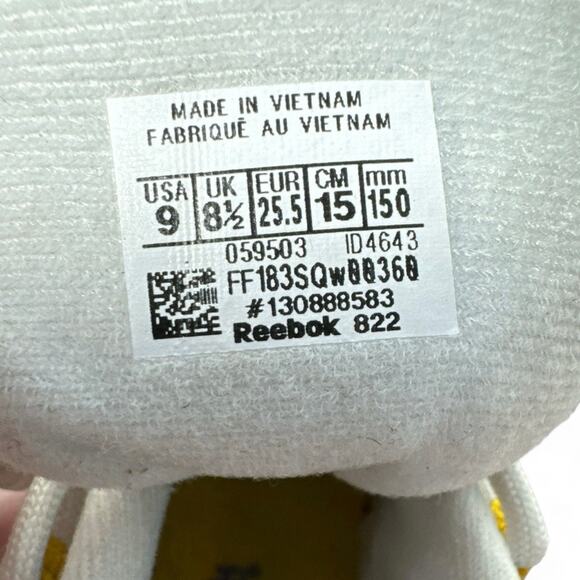 MADE IN VIETNAM
FABRIQUĒ AU VIETNAM
USA UK EUR CM mm
9 8½ 25.5 15 150
059503 ID4643
FF183SQw00360
#130888583
Reebok 822